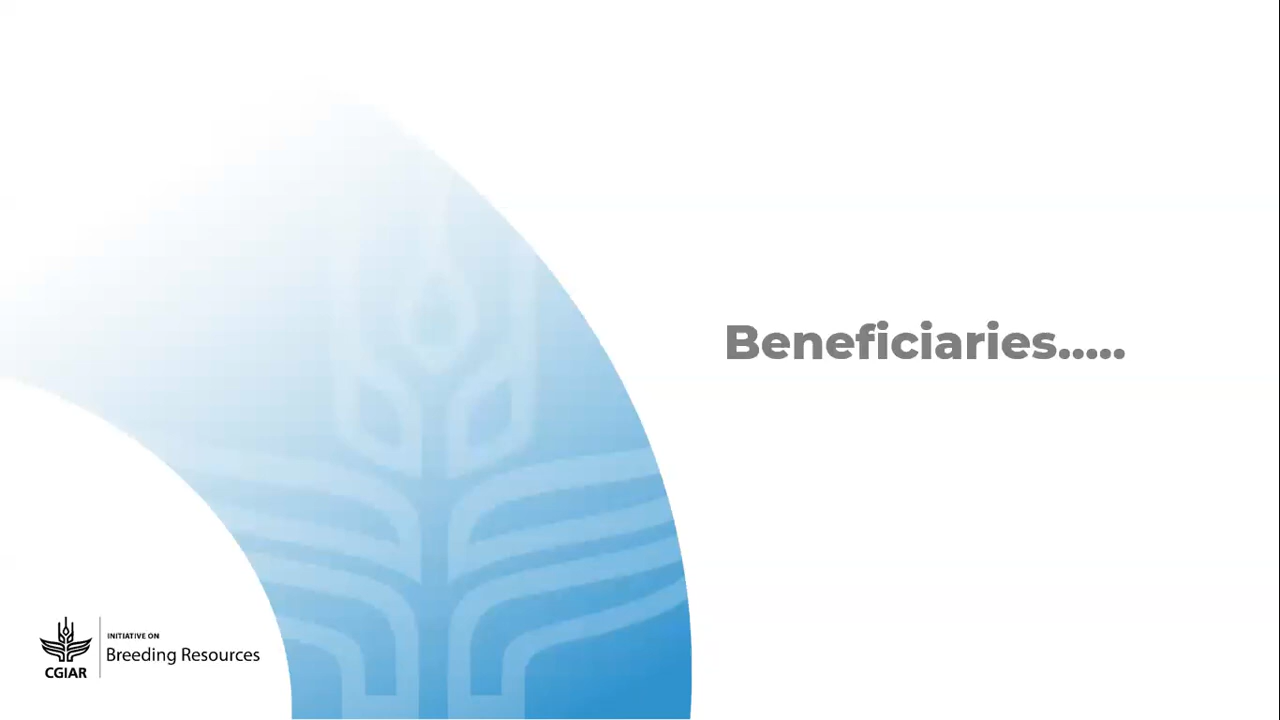 Beneficiaries.....
INITIATIVE ON
Breeding Resources
CGIAR